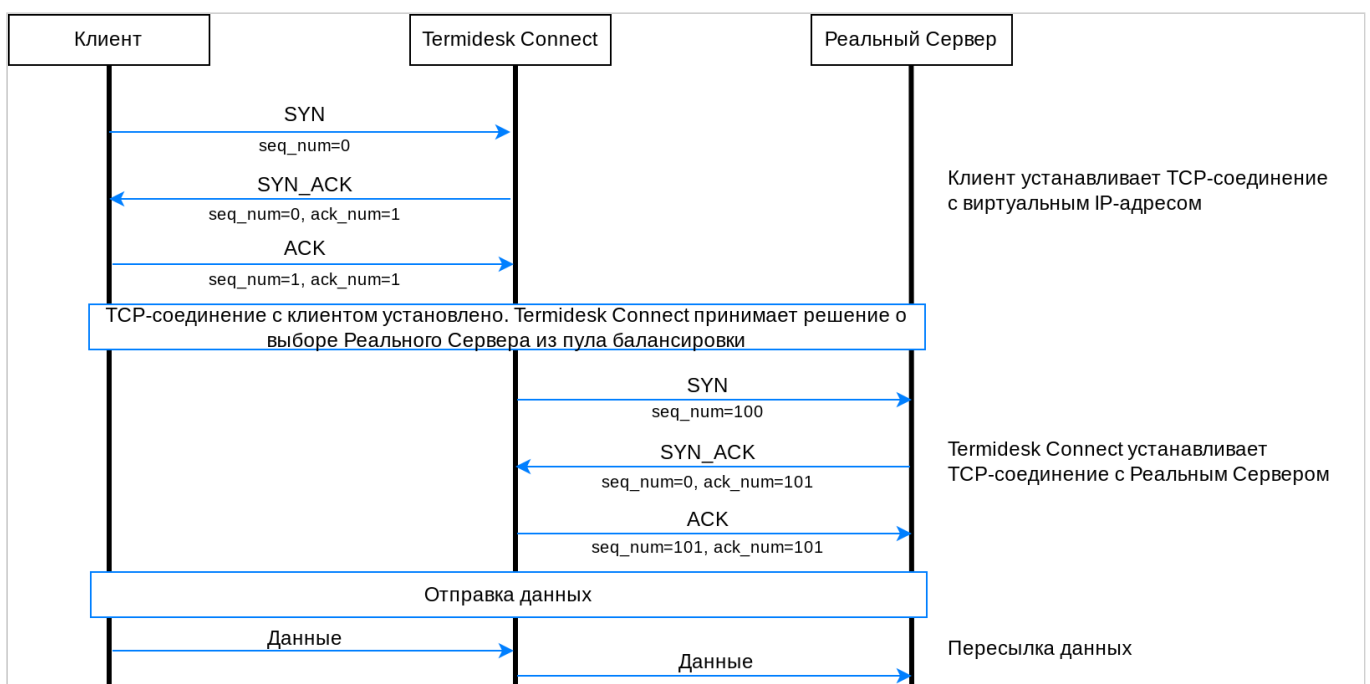 Клиент
Termidesk Connect
Реальный Сервер
SYN
seq_num=0
SYN_ACK
seq_num=0, ack_num=1
Клиент устанавливает TCP-соединение
с виртуальным IP-адресом
ACK
seq_num=1, ack_num=1
TCP-соединение с клиентом установлено. Termidesk Connect принимает решение о
выборе Реального Сервера из пула балансировки
SYN
seq_num=100
SYN_ACK
seq_num=0, ack_num=101
Termidesk Connect устанавливает
TCP-соединение с Реальным Сервером
ACK
seq_num=101, ack_num=101
Отправка данных
Данные
Данные
Пересылка данных